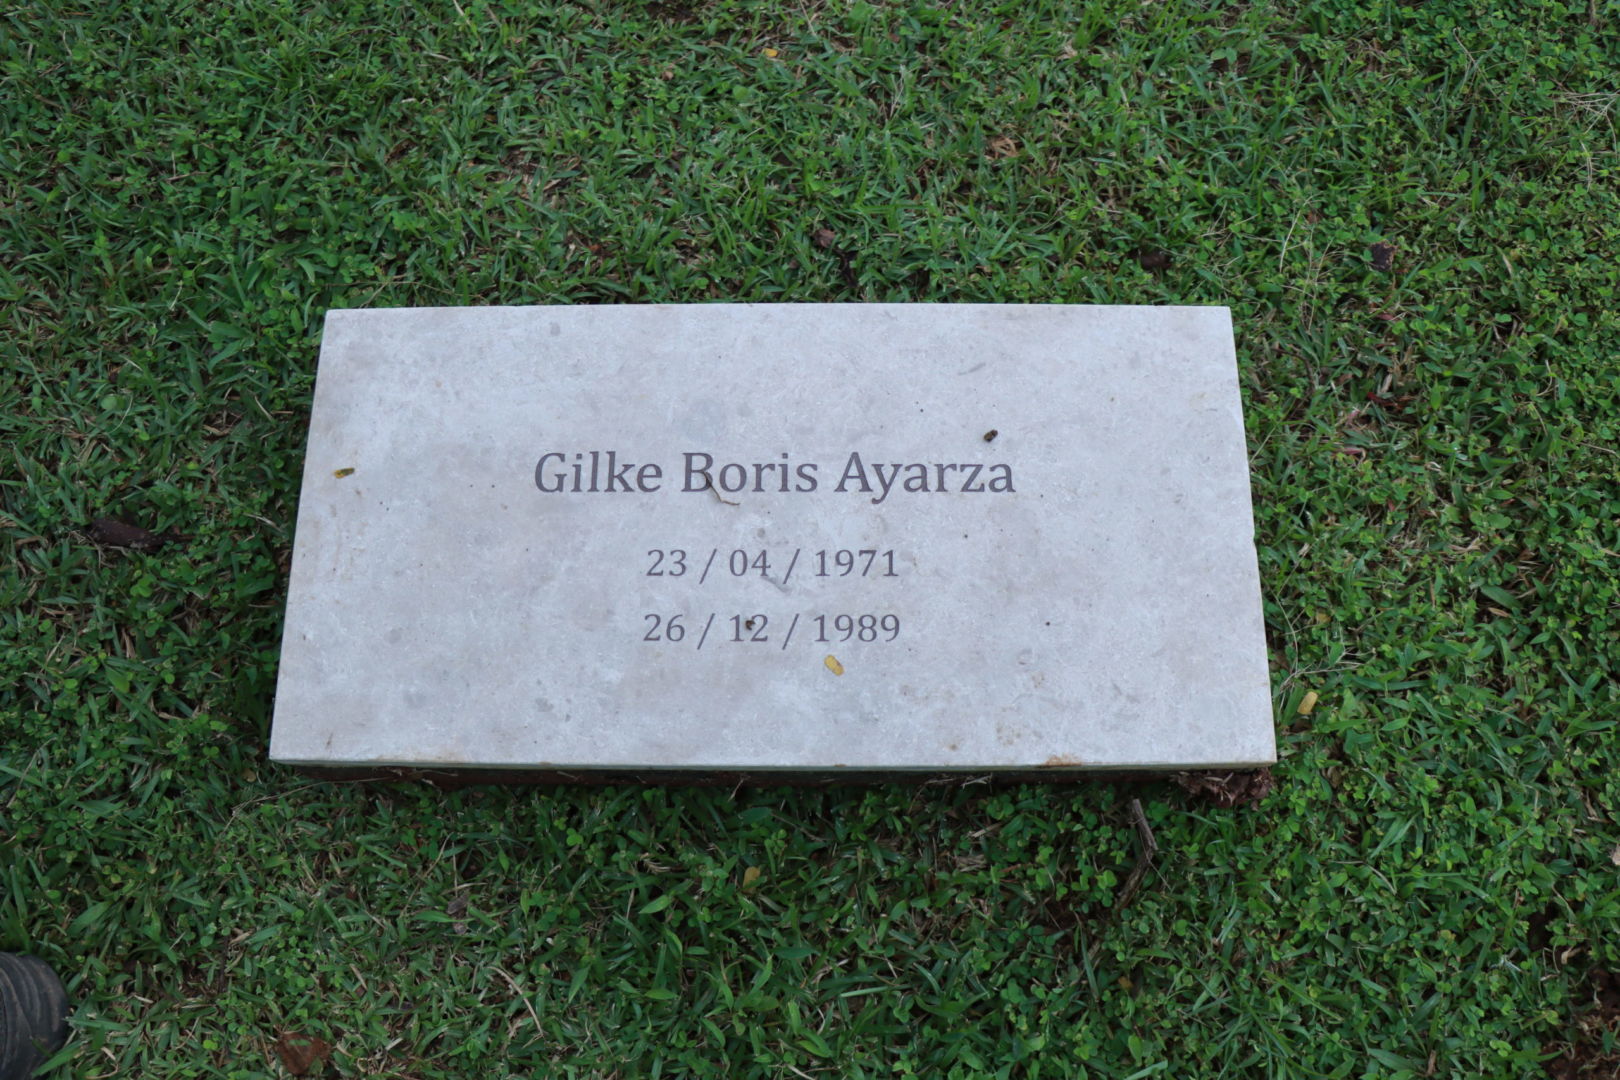 Gilke Boris Ayarza
23 / 04 / 1971
26 / 12 / 1989